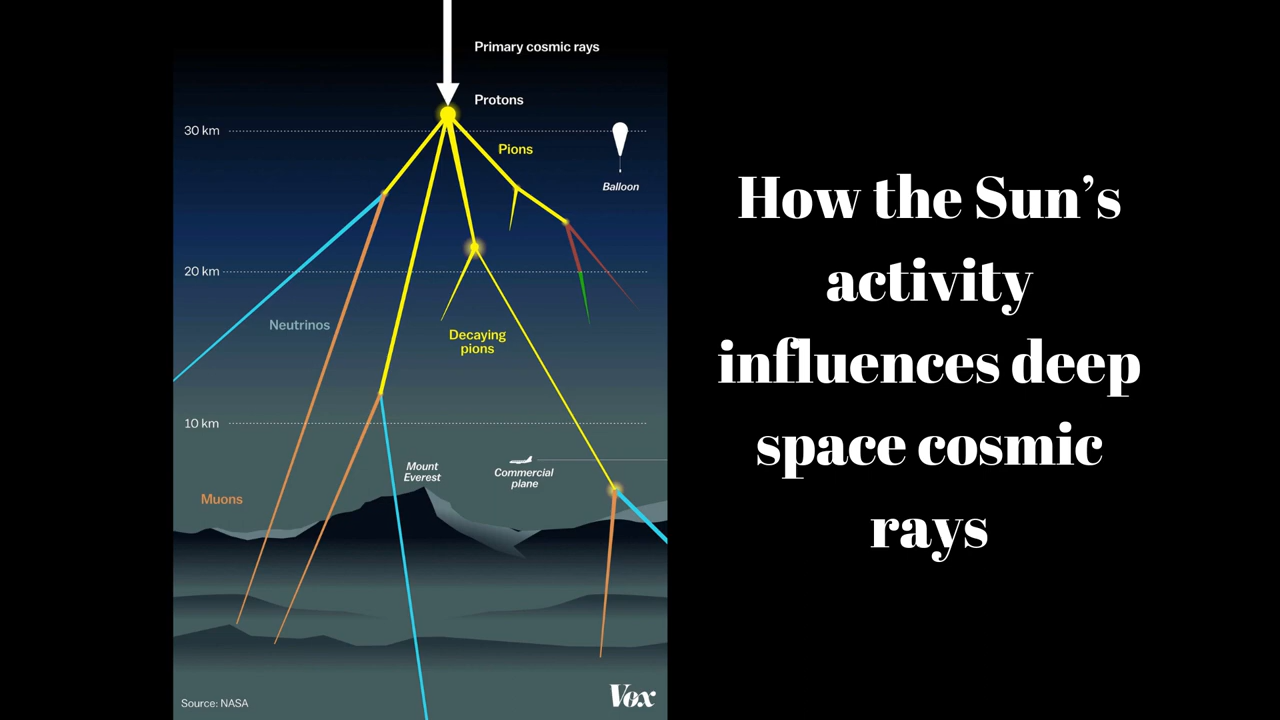 Primary cosmic rays
Protons
30 km
Pions
Balloon
20 km
Neutrinos
Decaying
pions
10 km
Mount
Everest
Commercial
plane
Muons
Source: NASA
Vox
How the Sun’s
activity
influences deep
space cosmic
rays